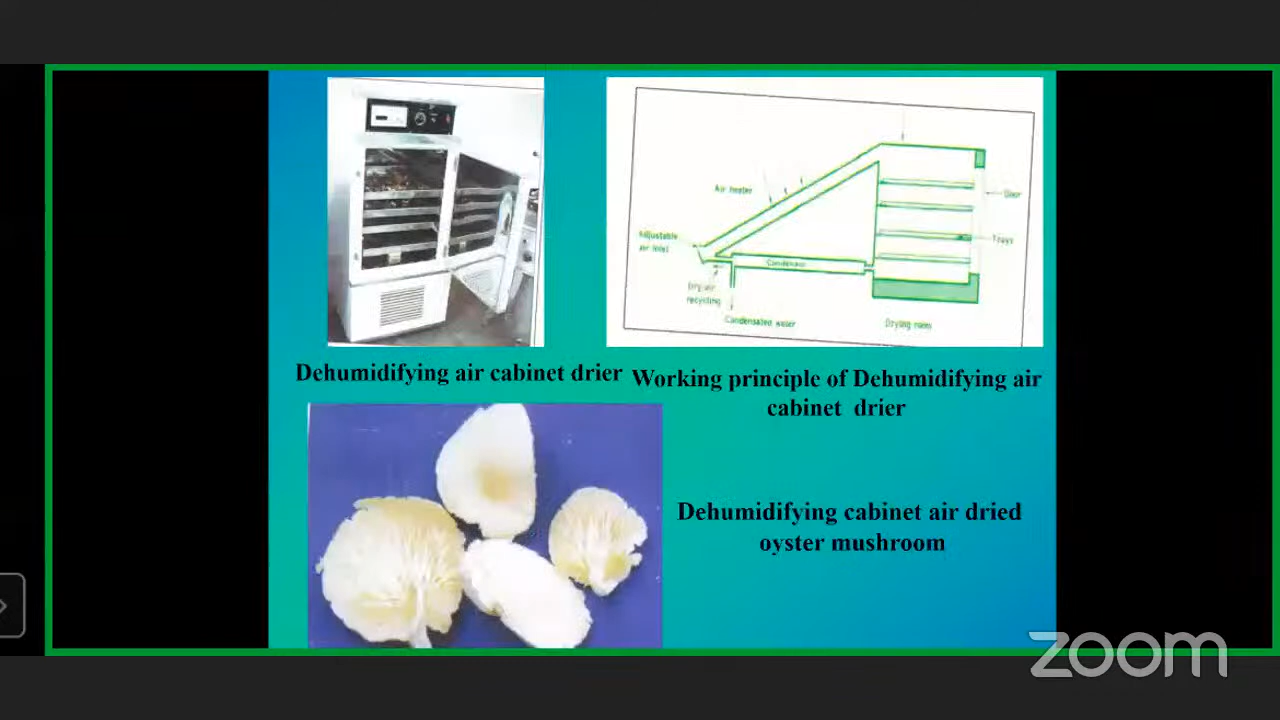 Air heater
Adjustable
air inlet
Door
Trays
Condenser
Dry-air
recycling
Condensated water
Drying room
Dehumidifying air cabinet drier
Working principle of Dehumidifying air
cabinet drier
Dehumidifying cabinet air dried
oyster mushroom
zoom